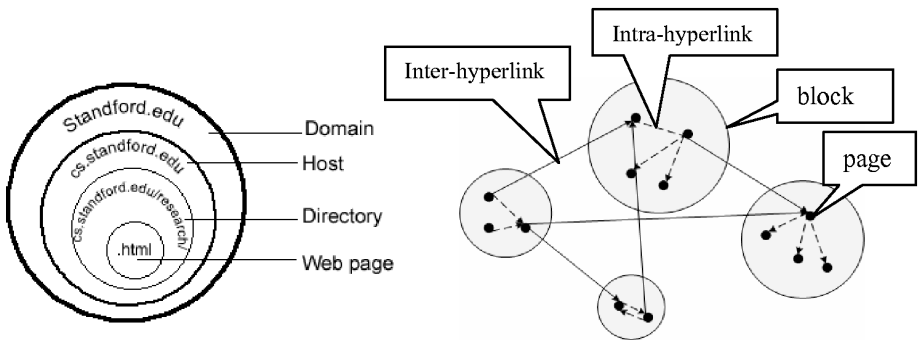 Standford.edu
cs.standford.edu
cs.standford.edu/research/
.html
Domain
Host
Directory
Web page
Inter-hyperlink
Intra-hyperlink
block
page